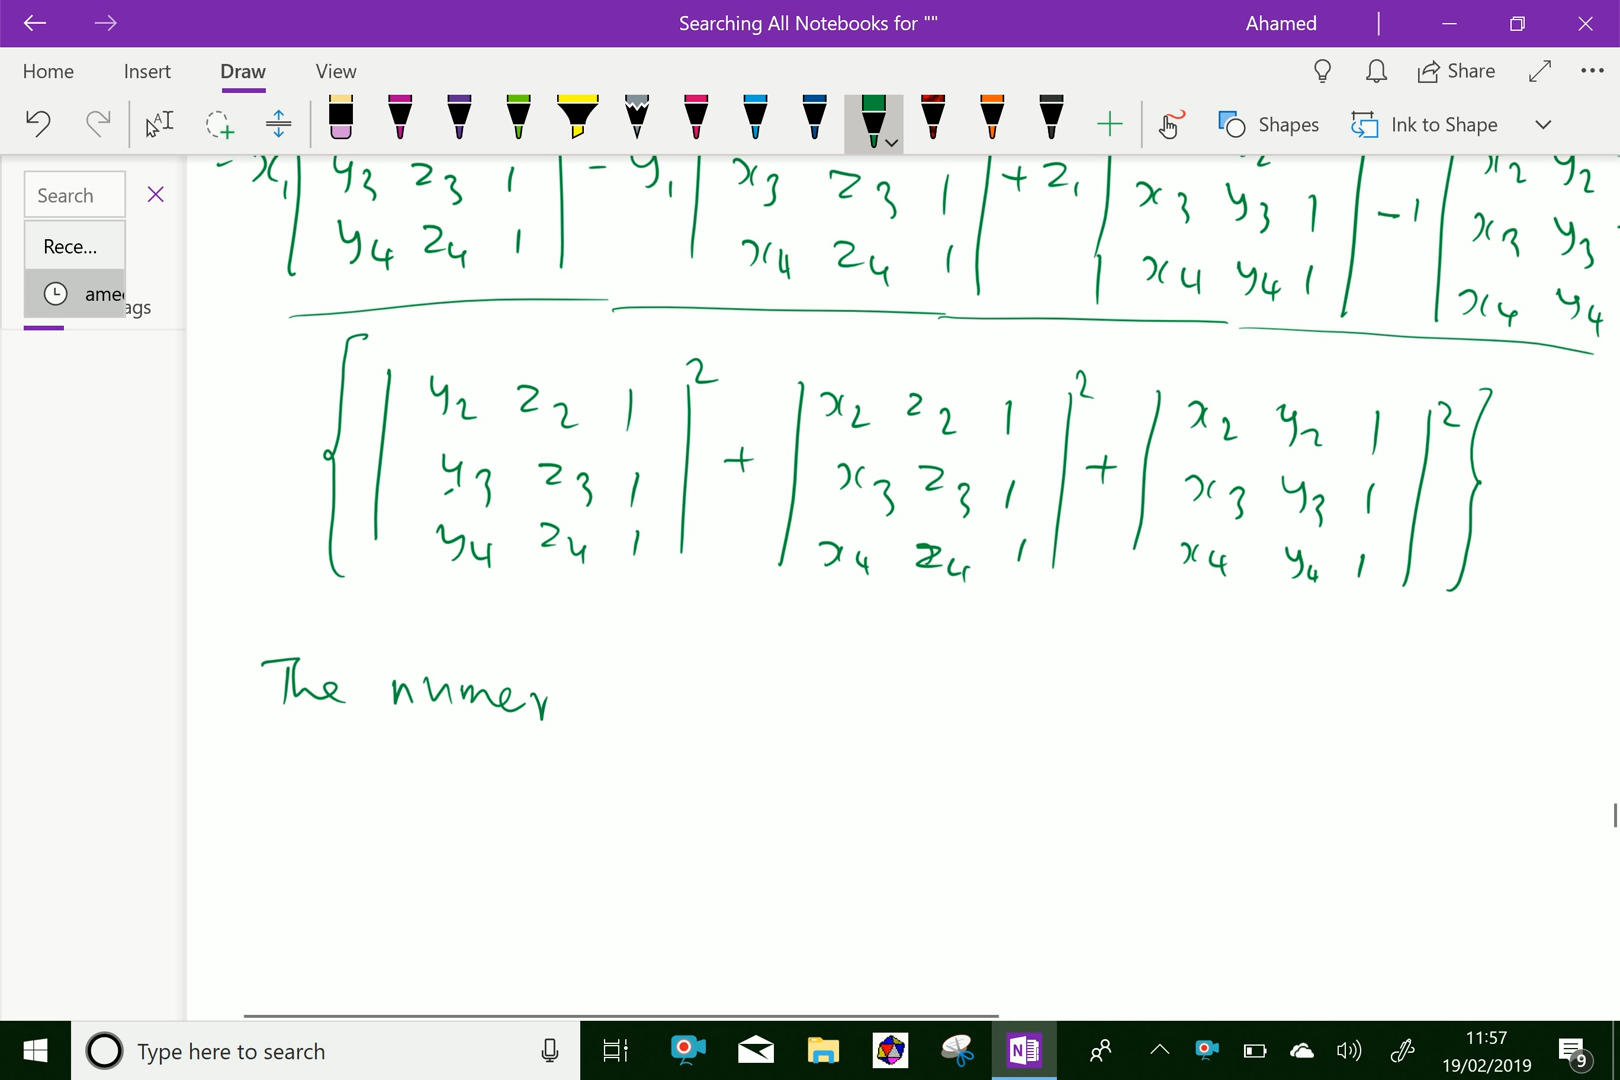 Searching All Notebooks for "" Ahamed
Home Insert Draw View Share
Shapes Ink to Shape
Search
Rece...
ame
ags
- x₁ | y₃ z₃ 1 | - y₁ | x₃ z₃ 1 | + z₁ | x₃ y₃ 1 | - 1 | x₂ y₂
y₄ z₄ 1 x₄ z₄ 1 x₄ y₄ 1 x₃ y₃
x₄ y₄
{ | y₂ z₂ 1 |² + | x₂ z₂ 1 |² + | x₂ y₂ 1 |² }
y₃ z₃ 1 x₃ z₃ 1 x₃ y₃ 1
y₄ z₄ 1 x₄ z₄ 1 x₄ y₄ 1
The numer
Type here to search
11:57
19/02/2019
9